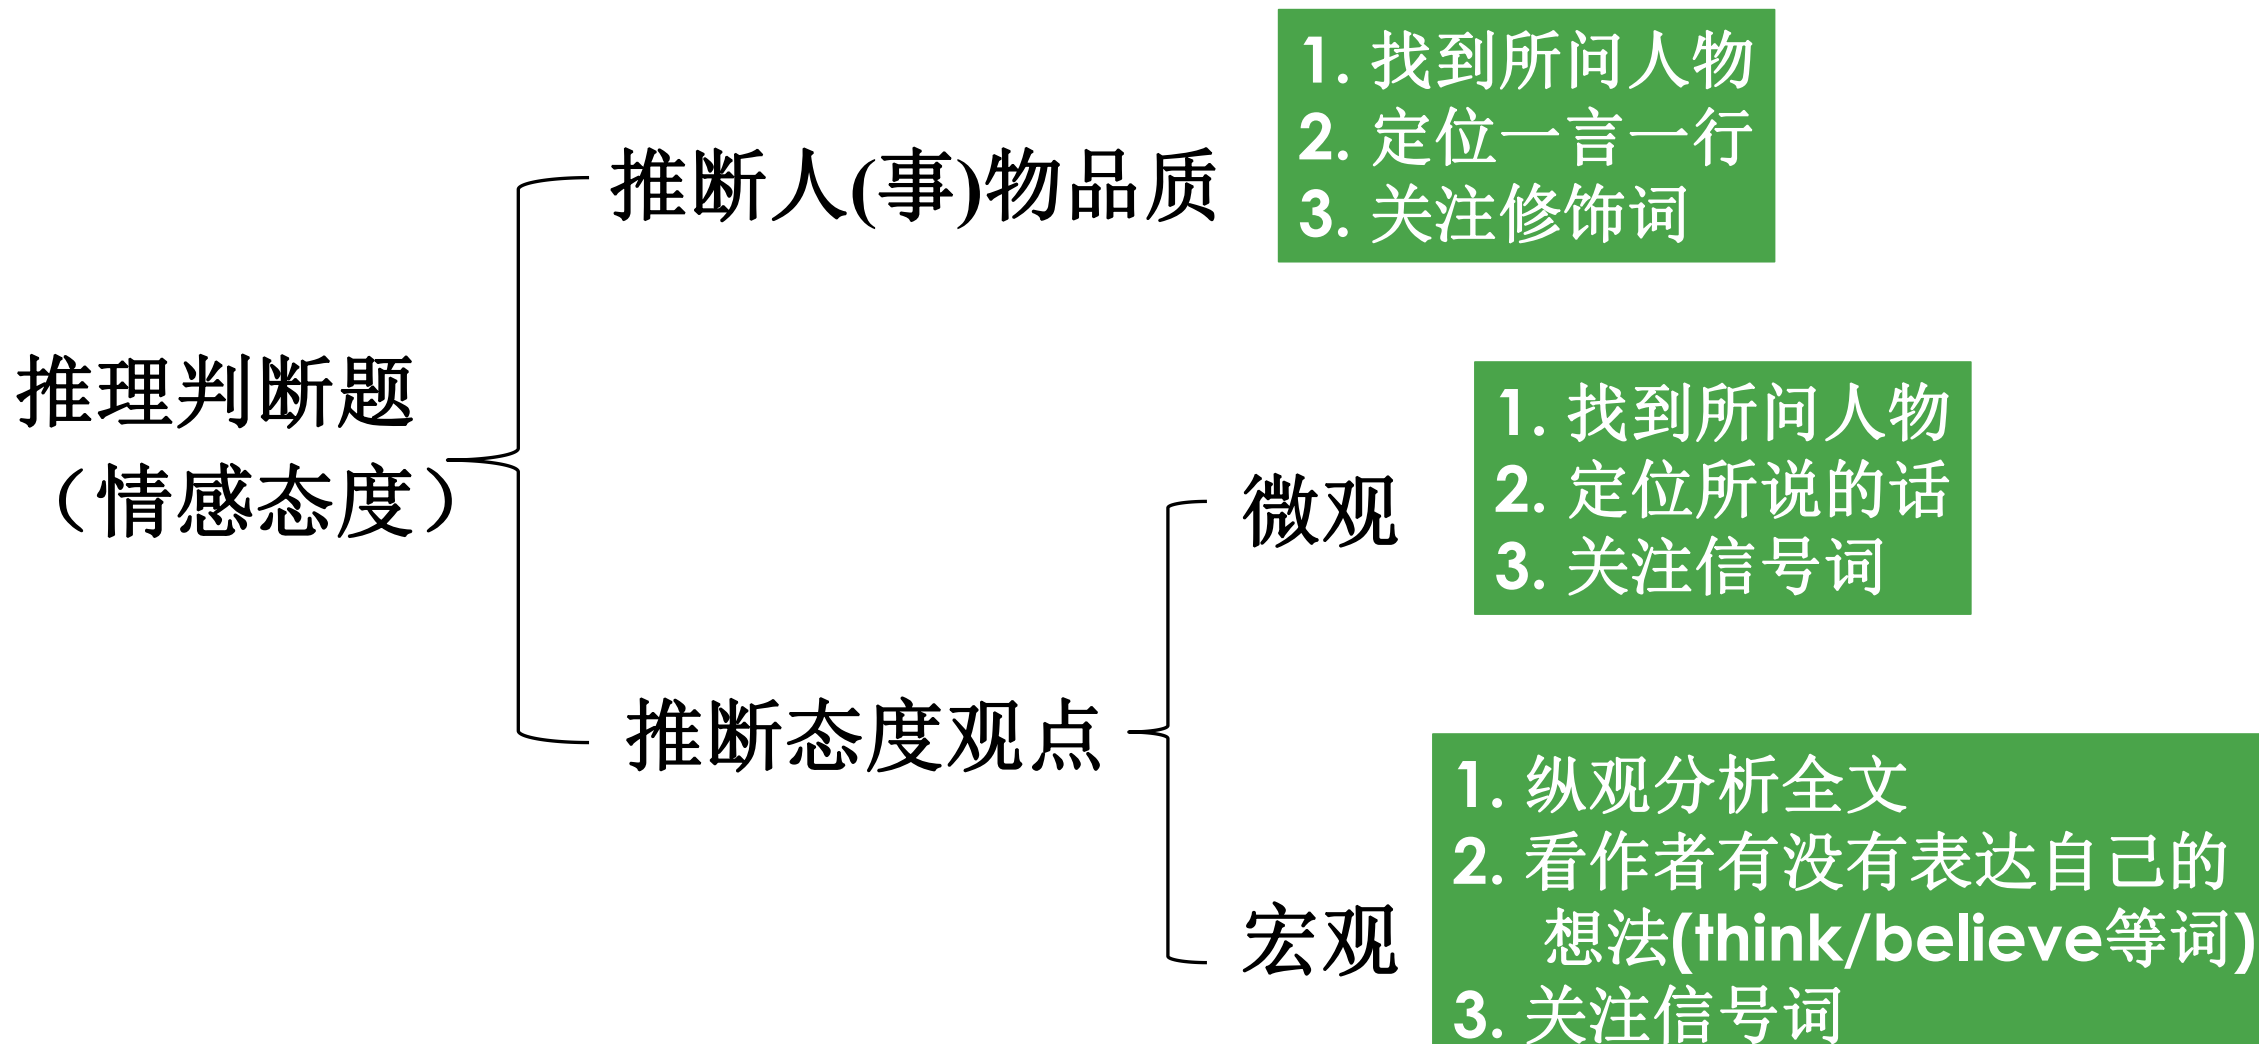 推理判断题
（情感态度）
推断人(事)物品质
1. 找到所问人物
2. 定位一言一行
3. 关注修饰词
推断态度观点
微观
1. 找到所问人物
2. 定位所说的话
3. 关注信号词
宏观
1. 纵观分析全文
2. 看作者有没有表达自己的
想法(think/believe等词)
3. 关注信号词